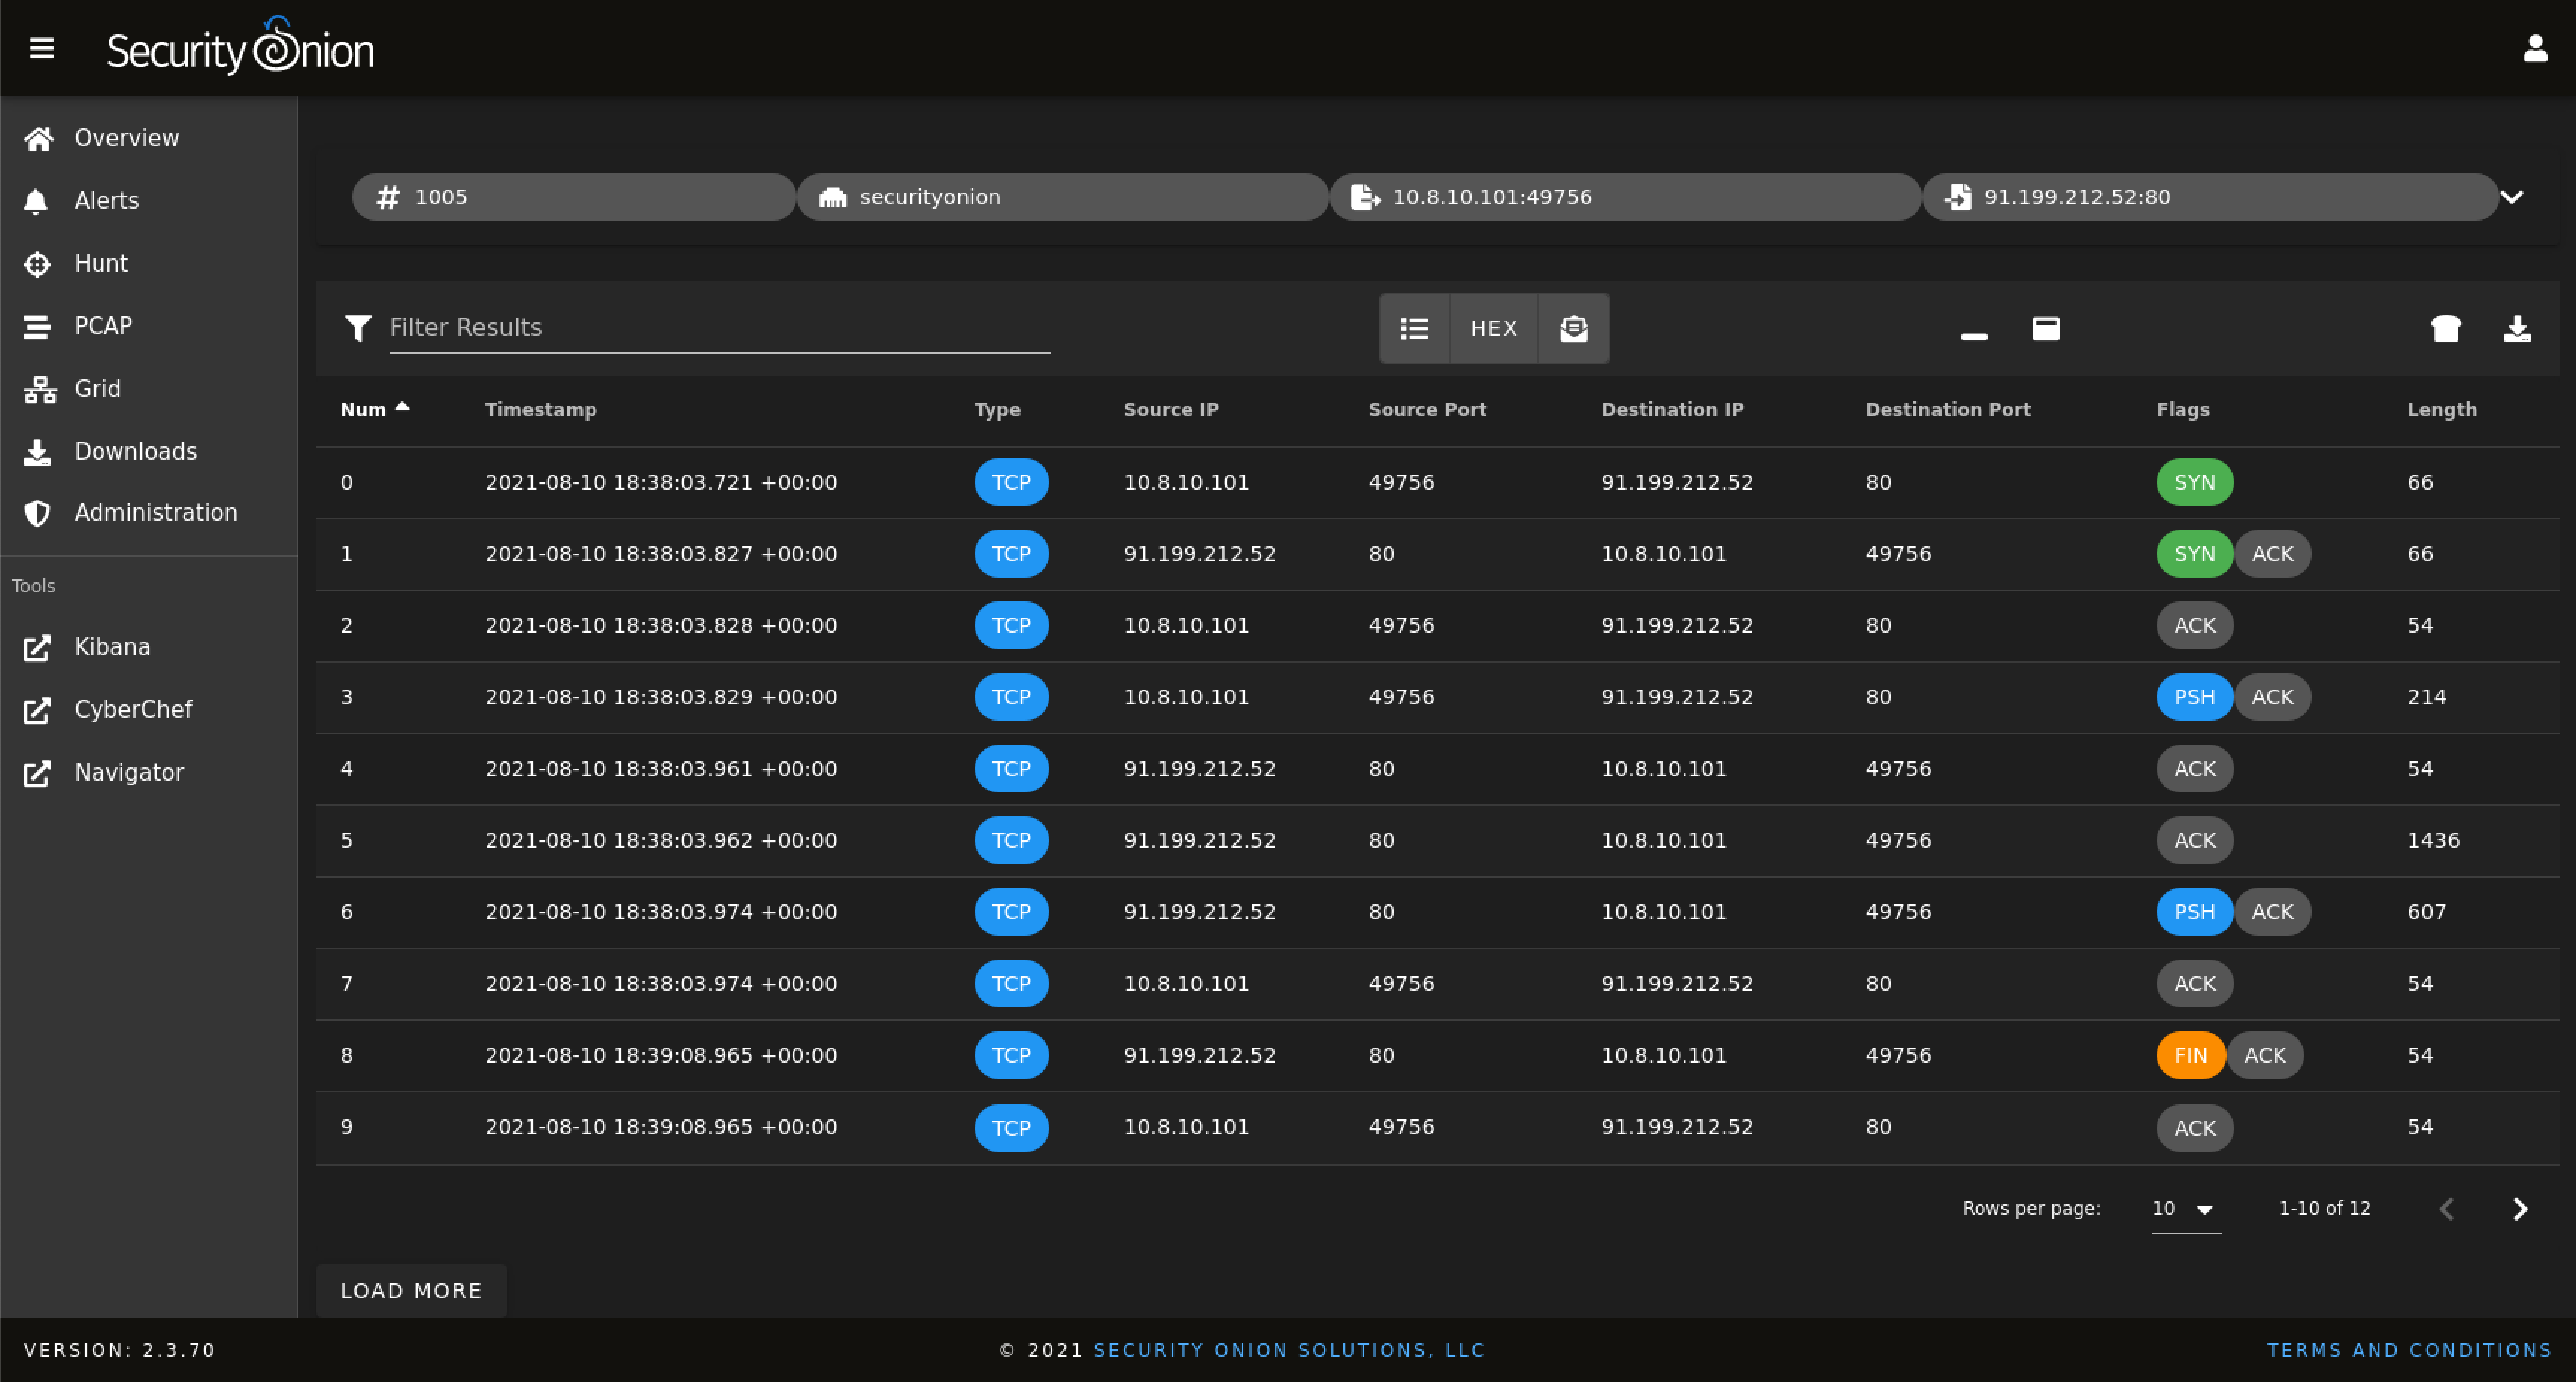 Security Onion
Overview
Alerts
Hunt
PCAP
Grid
Downloads
Administration
Tools
Kibana
CyberChef
Navigator
# 1005 securityonion 10.8.10.101:49756 91.199.212.52:80
Filter Results HEX
Num Timestamp Type Source IP Source Port Destination IP Destination Port Flags Length
0 2021-08-10 18:38:03.721 +00:00 TCP 10.8.10.101 49756 91.199.212.52 80 SYN 66
1 2021-08-10 18:38:03.827 +00:00 TCP 91.199.212.52 80 10.8.10.101 49756 SYN ACK 66
2 2021-08-10 18:38:03.828 +00:00 TCP 10.8.10.101 49756 91.199.212.52 80 ACK 54
3 2021-08-10 18:38:03.829 +00:00 TCP 10.8.10.101 49756 91.199.212.52 80 PSH ACK 214
4 2021-08-10 18:38:03.961 +00:00 TCP 91.199.212.52 80 10.8.10.101 49756 ACK 54
5 2021-08-10 18:38:03.962 +00:00 TCP 91.199.212.52 80 10.8.10.101 49756 ACK 1436
6 2021-08-10 18:38:03.974 +00:00 TCP 91.199.212.52 80 10.8.10.101 49756 PSH ACK 607
7 2021-08-10 18:38:03.974 +00:00 TCP 10.8.10.101 49756 91.199.212.52 80 ACK 54
8 2021-08-10 18:39:08.965 +00:00 TCP 91.199.212.52 80 10.8.10.101 49756 FIN ACK 54
9 2021-08-10 18:39:08.965 +00:00 TCP 10.8.10.101 49756 91.199.212.52 80 ACK 54
Rows per page: 10 1-10 of 12
LOAD MORE
VERSION: 2.3.70 © 2021 SECURITY ONION SOLUTIONS, LLC TERMS AND CONDITIONS